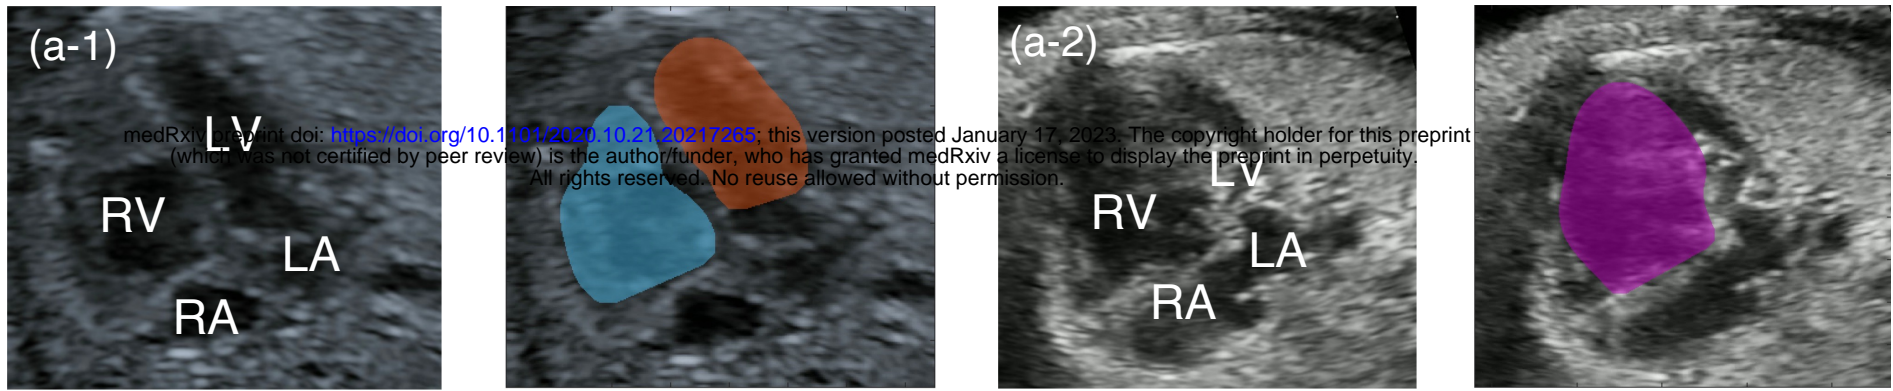 (a-1)
(a-2)
LV
medRxiv preprint doi: https://doi.org/10.1101/2020.10.21.20217265; this version posted January 17, 2023. The copyright holder for this preprint
(which was not certified by peer review) is the author/funder, who has granted medRxiv a license to display the preprint in perpetuity.
All rights reserved. No reuse allowed without permission.
LV
RV
RV
LA
LA
RA
RA